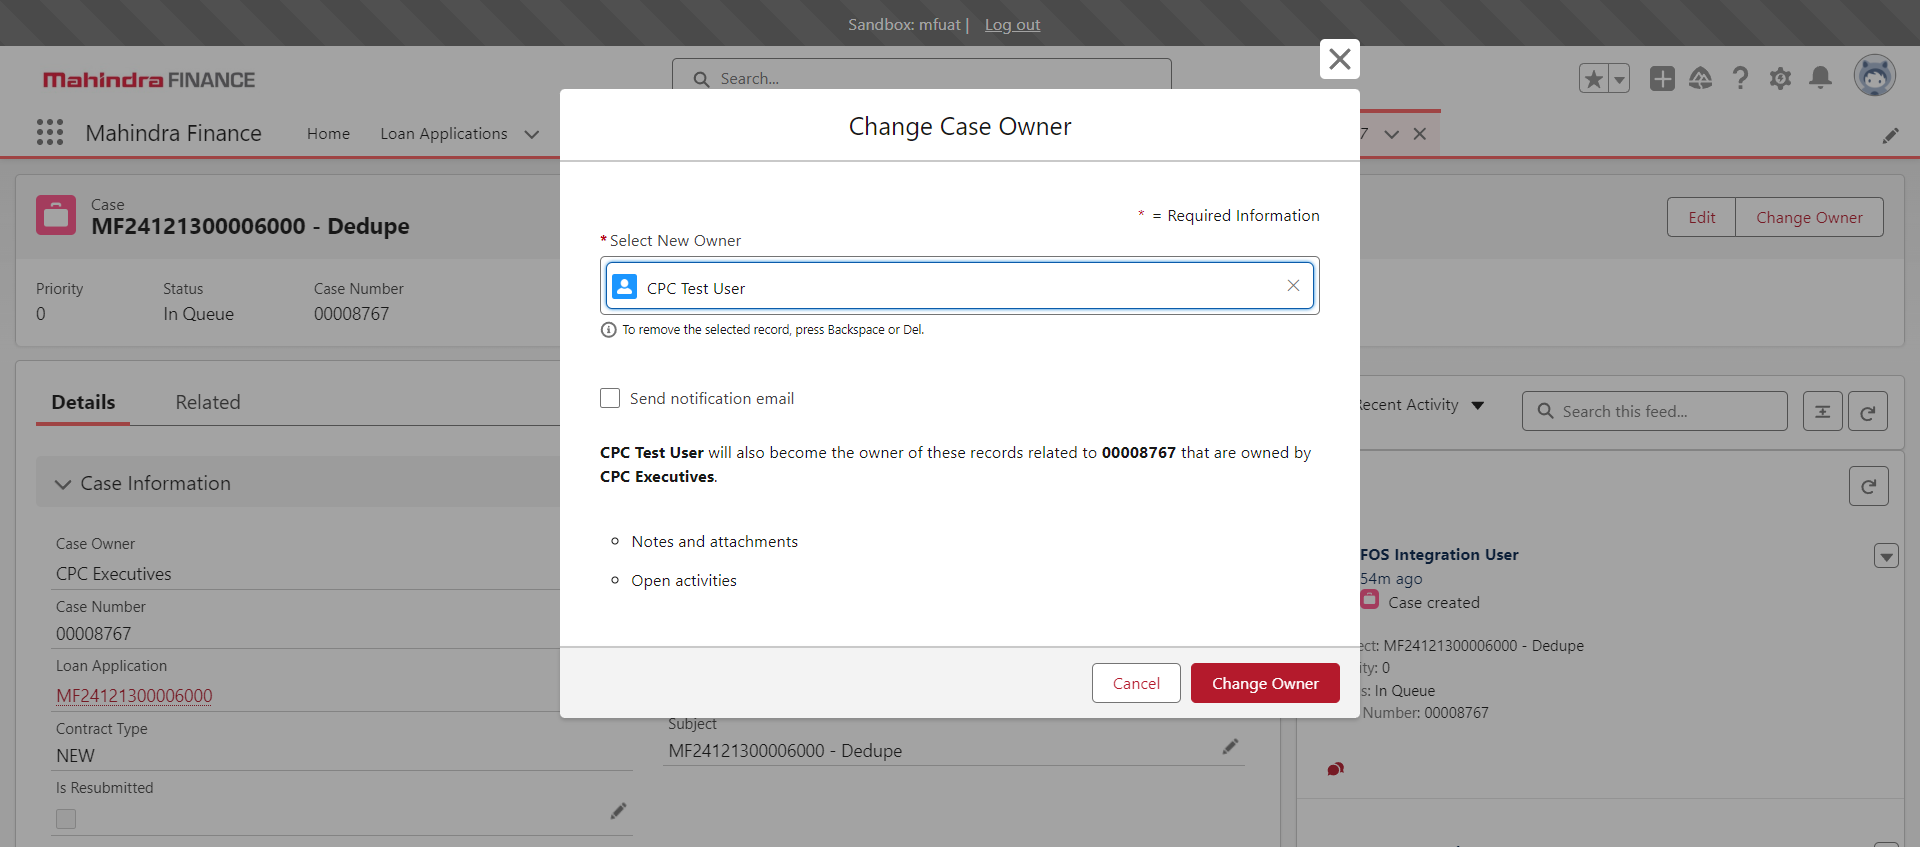 Sandbox: mfuat | Log out
Mahindra FINANCE
Search...
Mahindra Finance
Home
Loan Applications
7
Case
MF24121300006000 - Dedupe
Edit
Change Owner
Priority
0
Status
In Queue
Case Number
00008767
Change Case Owner
* = Required Information
*Select New Owner
CPC Test User
To remove the selected record, press Backspace or Del.
Send notification email
CPC Test User will also become the owner of these records related to 00008767 that are owned by
CPC Executives.
Notes and attachments
Open activities
Cancel
Change Owner
Details
Related
Case Information
Case Owner
CPC Executives
Case Number
00008767
Loan Application
MF24121300006000
Contract Type
NEW
Is Resubmitted
Subject
MF24121300006000 - Dedupe
ecent Activity
Search this feed...
FOS Integration User
54m ago
Case created
ect: MF24121300006000 - Dedupe
ity: 0
s: In Queue
Number: 00008767